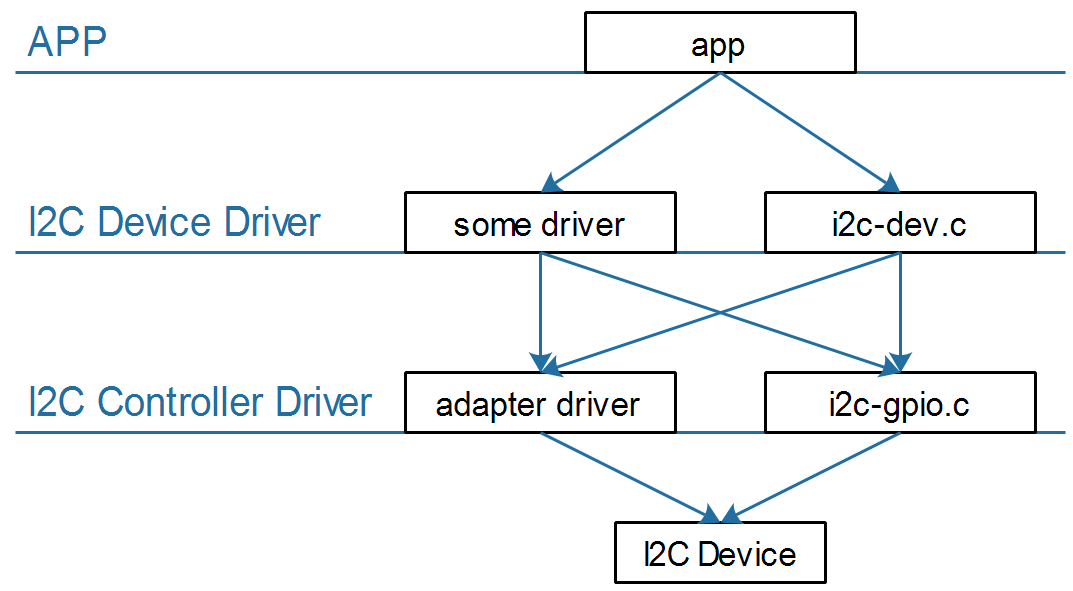 APP
app
I2C Device Driver
some driver
i2c-dev.c
I2C Controller Driver
adapter driver
i2c-gpio.c
I2C Device